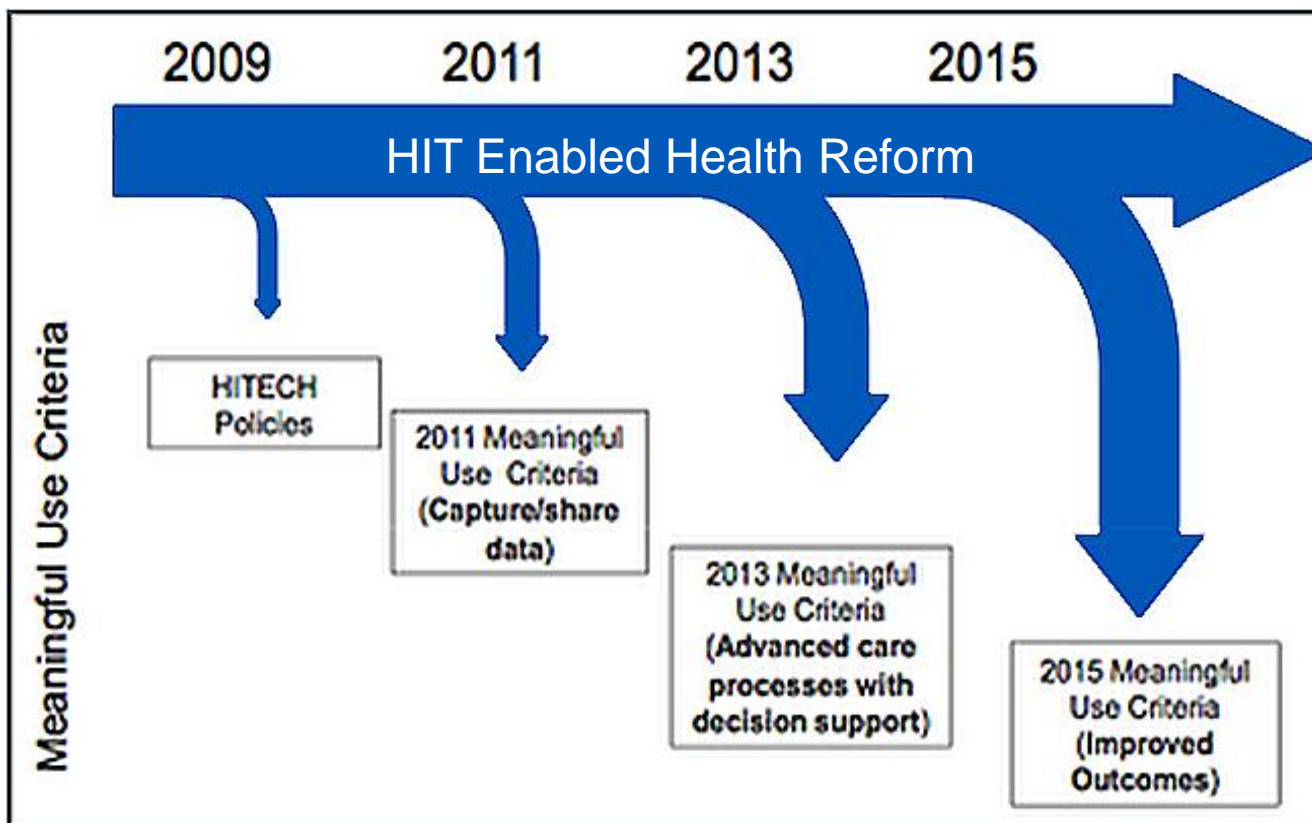 2009 2011 2013 2015
HIT Enabled Health Reform
Meaningful Use Criteria
HITECH
Policies
2011 Meaningful
Use Criteria
(Capture/share
data)
2013 Meaningful
Use Criteria
(Advanced care
processes with
decision support)
2015 Meaningful
Use Criteria
(Improved
Outcomes)